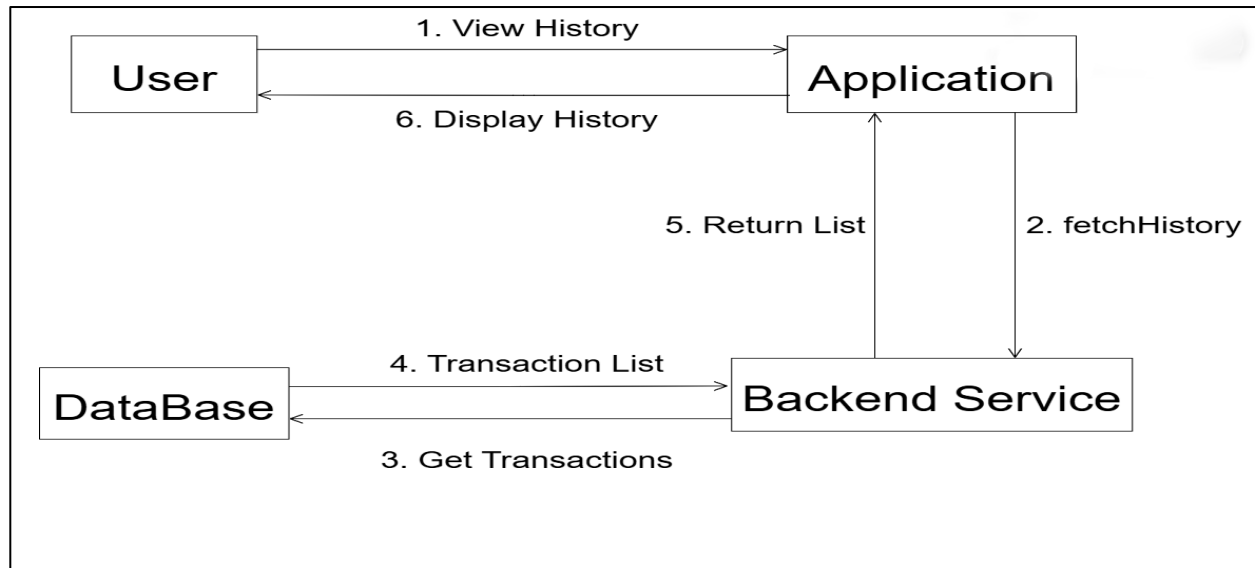 1. View History
User
Application
6. Display History
5. Return List
2. fetchHistory
4. Transaction List
DataBase
Backend Service
3. Get Transactions